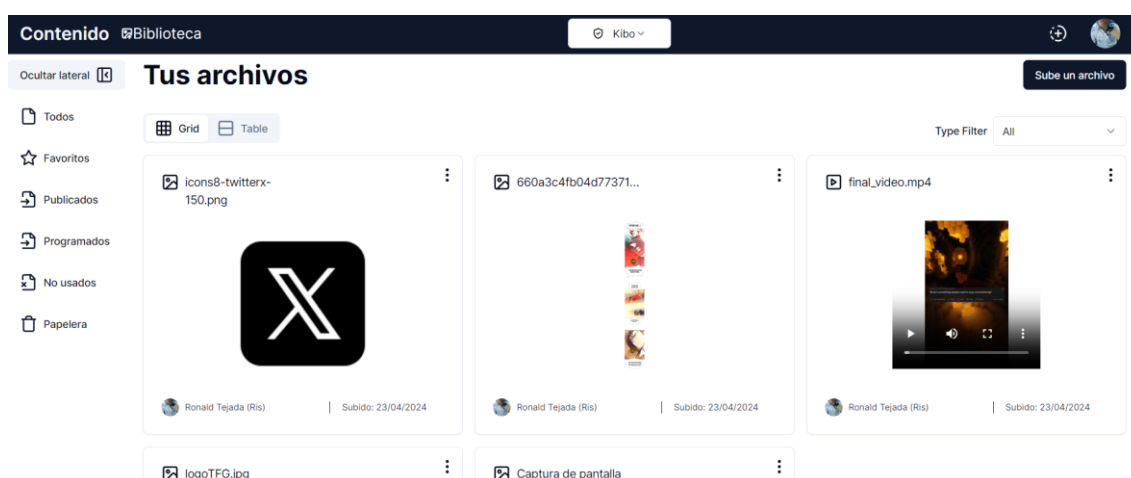 Contenido Biblioteca
Kibo
Ocultar lateral
Tus archivos
Sube un archivo
Todos
Favoritos
Publicados
Programados
No usados
Papelera
Grid Table
Type Filter All
icons8-twitterx-
150.png
Ronald Tejada (Ris) Subido: 23/04/2024
660a3c4fb04d77371...
Ronald Tejada (Ris) Subido: 23/04/2024
final_video.mp4
Ronald Tejada (Ris) Subido: 23/04/2024
logoTFG.jpg
Captura de pantalla